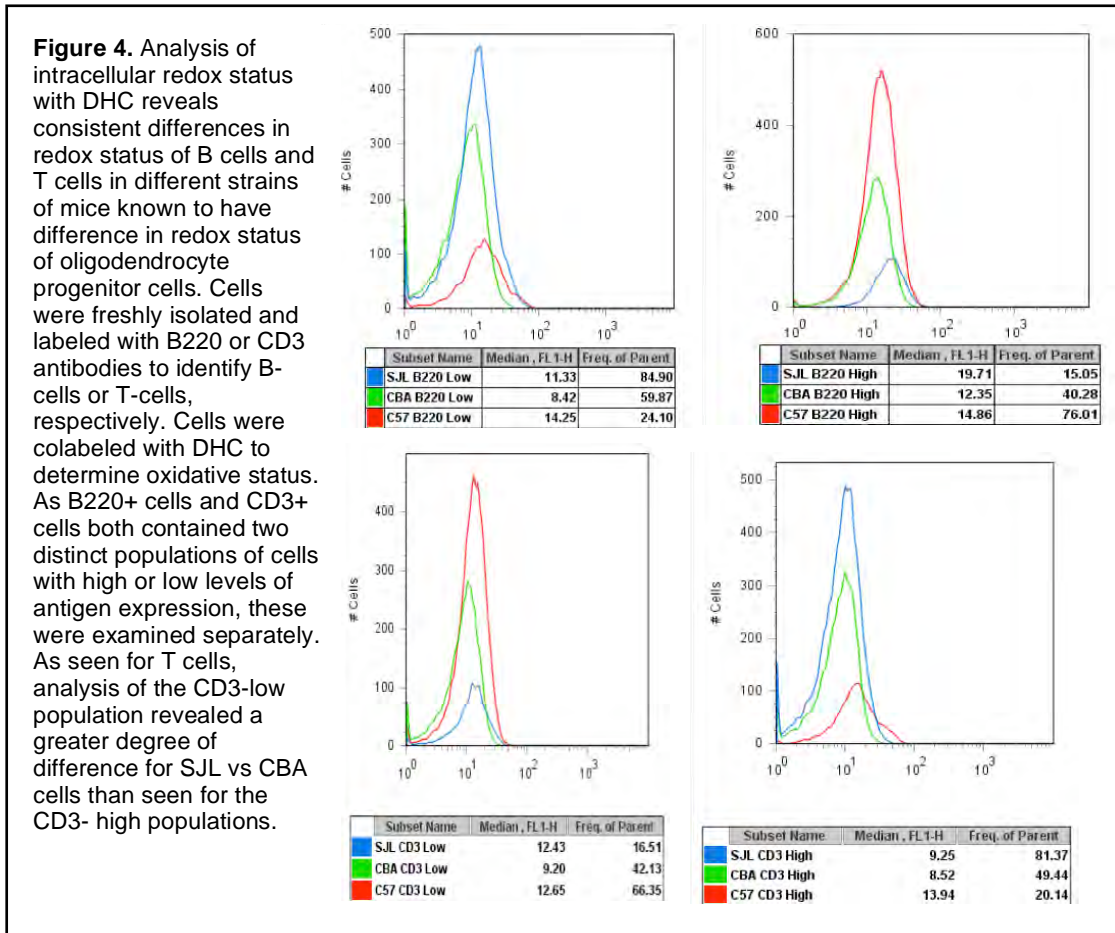 Figure 4. Analysis of
intracellular redox status
with DHC reveals
consistent differences in
redox status of B cells and
T cells in different strains
of mice known to have
difference in redox status
of oligodendrocyte
progenitor cells. Cells
were freshly isolated and
labeled with B220 or CD3
antibodies to identify B-
cells or T-cells,
respectively. Cells were
colabeled with DHC to
determine oxidative status.
As B220+ cells and CD3+
cells both contained two
distinct populations of cells
with high or low levels of
antigen expression, these
were examined separately.
As seen for T cells,
analysis of the CD3-low
population revealed a
greater degree of
difference for SJL vs CBA
cells than seen for the
CD3- high populations.
500
400
300
200
100
0
# Cells
10^0 10^1 10^2 10^3
Subset Name Median , FL1-H Freq. of Parent
SJL B220 Low 11.33 84.90
CBA B220 Low 8.42 59.87
C57 B220 Low 14.25 24.10
600
400
200
0
# Cells
10^0 10^1 10^2 10^3
Subset Name Median , FL1-H Freq. of Parent
SJL B220 High 19.71 15.05
CBA B220 High 12.35 40.28
C57 B220 High 14.86 76.01
400
300
200
100
0
# Cells
10^0 10^1 10^2 10^3
Subset Name Median , FL1-H Freq. of Parent
SJL CD3 Low 12.43 16.51
CBA CD3 Low 9.20 42.13
C57 CD3 Low 12.65 66.35
500
400
300
200
100
0
# Cells
10^0 10^1 10^2 10^3
Subset Name Median , FL1-H Freq. of Parent
SJL CD3 High 9.25 81.37
CBA CD3 High 8.52 49.44
C57 CD3 High 13.94 20.14